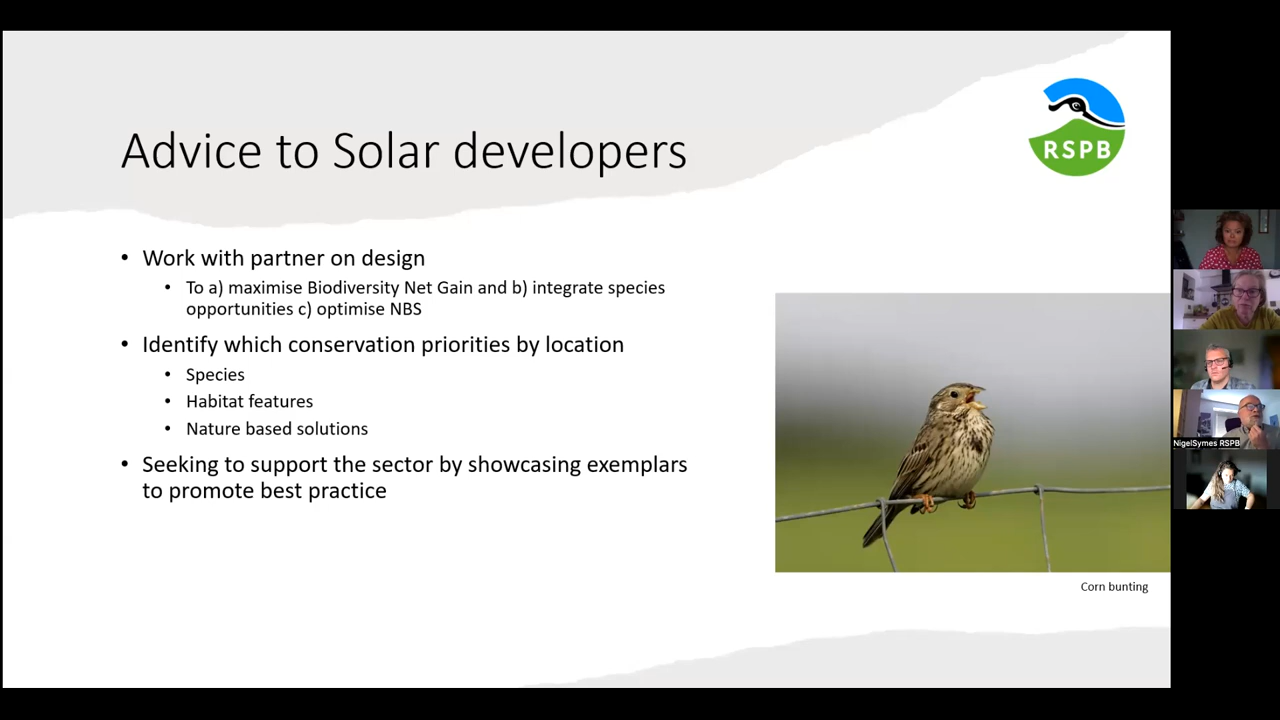 Advice to Solar developers
RSPB
• Work with partner on design
• To a) maximise Biodiversity Net Gain and b) integrate species
opportunities c) optimise NBS
• Identify which conservation priorities by location
• Species
• Habitat features
• Nature based solutions
• Seeking to support the sector by showcasing exemplars
to promote best practice
Corn bunting
NigelSymes RSPB